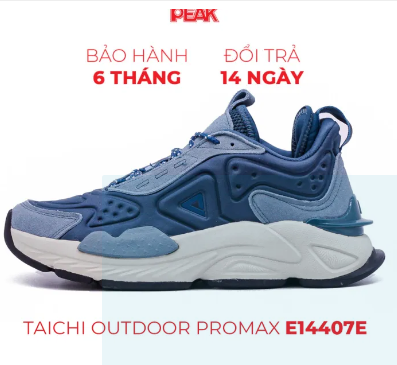 PEAK
BẢO HÀNH ĐỔI TRẢ
6 THÁNG 14 NGÀY
TAICHI OUTDOOR PROMAX E14407E